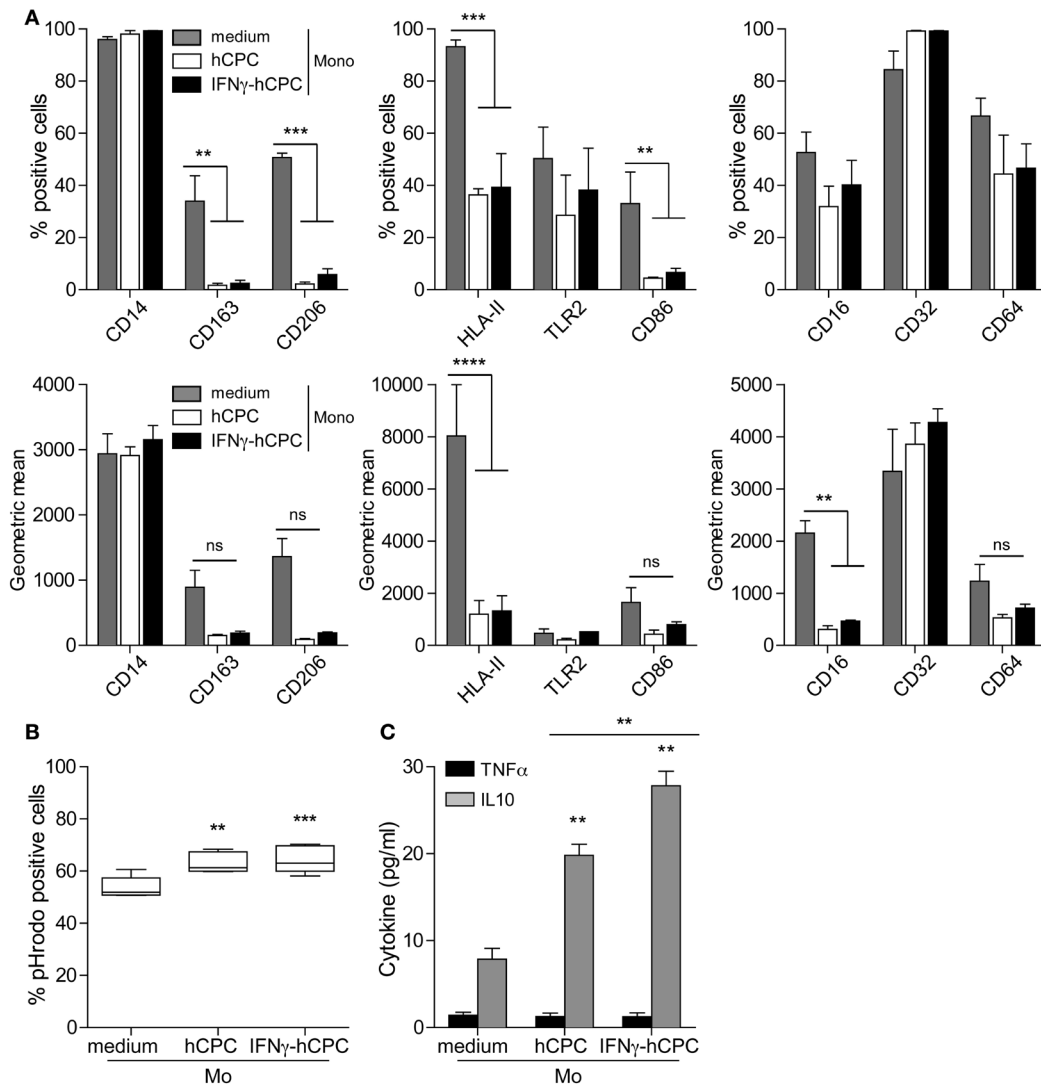 A
100
80
60
40
20
0
% positive cells
medium
hCPC
IFNγ-hCPC
Mono
**
***
CD14
CD163
CD206
100
80
60
40
20
0
% positive cells
***
**
HLA-II
TLR2
CD86
100
80
60
40
20
0
% positive cells
CD16
CD32
CD64
4000
3000
2000
1000
0
Geometric mean
medium
hCPC
IFNγ-hCPC
Mono
ns
ns
CD14
CD163
CD206
10000
8000
6000
4000
2000
0
Geometric mean
****
ns
HLA-II
TLR2
CD86
5000
4000
3000
2000
1000
0
Geometric mean
**
ns
CD16
CD32
CD64
B
100
80
60
40
20
0
% pHrodo positive cells
**
***
medium hCPC IFNγ-hCPC
Mo
C
**
30
20
10
0
Cytokine (pg/ml)
TNFα
IL10
**
**
medium hCPC IFNγ-hCPC
Mo